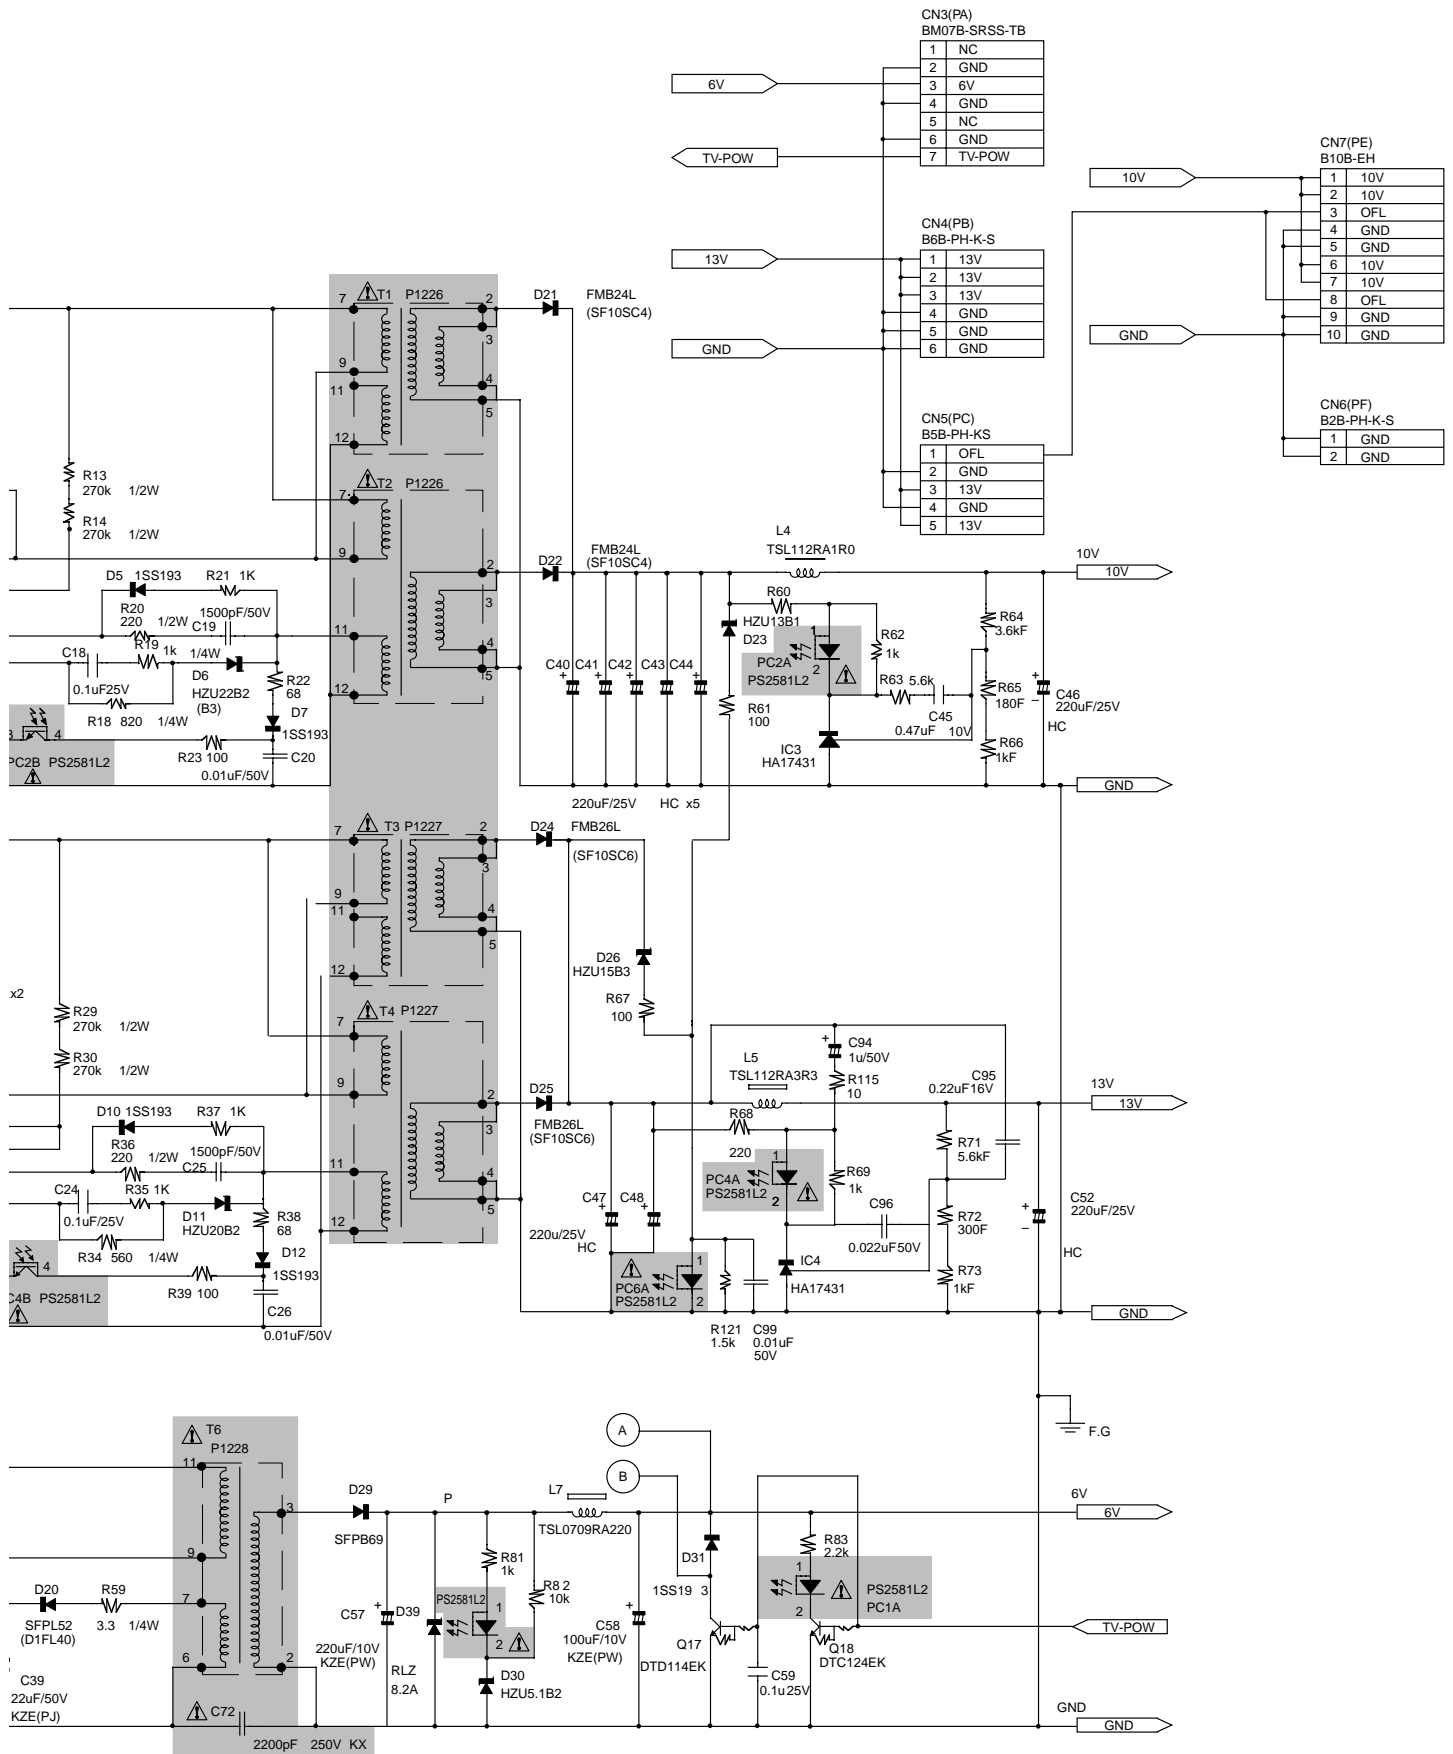 CN3(PA)
BM07B-SRSS-TB
1 NC
2 GND
3 6V
4 GND
5 NC
6 GND
7 TV-POW
6V
TV-POW
CN7(PE)
B10B-EH
1 10V
2 10V
3 OFL
4 GND
5 GND
6 10V
7 10V
8 OFL
9 GND
10 GND
10V
GND
CN4(PB)
B6B-PH-K-S
1 13V
2 13V
3 13V
4 GND
5 GND
6 GND
13V
GND
CN6(PF)
B2B-PH-K-S
1 GND
2 GND
CN5(PC)
B5B-PH-KS
1 OFL
2 GND
3 13V
4 GND
5 13V
7 T1 P1226 2
9 3
11 4
12 5
D21 FMB24L
(SF10SC4)
R13
270k 1/2W
R14
270k 1/2W
7 T2 P1226
9 2
3
11 4
12 5
D22 FMB24L
(SF10SC4)
L4
TSL112RA1R0
10V
10V
D5 1SS193 R21 1K
R20
220 1/2W
1500pF/50V
C19
C18 R19
1k 1/4W
0.1uF25V
D6
HZU22B2
(B3)
R18 820 1/4W
R22
68
D7
1SS193
R23 100
C20
0.01uF/50V
4
PC2B PS2581L2
C40 C41 C42 C43 C44
+ + + + +
220uF/25V HC x5
R60
HZU13B1
D23
PC2A
PS2581L2
1
2
R62
1k
R63 5.6k
C45
0.47uF 10V
R61
100
IC3
HA17431
R64
3.6kF
R65
180F
R66
1kF
+
C46
220uF/25V
−
HC
GND
7 T3 P1227 2
9 3
11 4
12 5
D24 FMB26L
(SF10SC6)
x2
R29
270k 1/2W
R30
270k 1/2W
D26
HZU15B3
R67
100
7 T4 P1227
9 2
3
11 4
12 5
D25
FMB26L
(SF10SC6)
L5
TSL112RA3R3
+
C94
1u/50V
R115
10
C95
0.22uF16V
13V
13V
D10 1SS193 R37 1K
R36
220 1/2W
1500pF/50V
C25
C24 R35 1K
0.1uF/25V
D11
HZU20B2
R34 560 1/4W
R38
68
D12
1SS193
R39 100
C26
0.01uF/50V
4
C4B PS2581L2
C47 C48
+ +
220u/25V
HC
R68
220
PC4A
PS2581L2
1
2
R69
1k
C96
0.022uF50V
IC4
HA17431
R71
5.6kF
R72
300F
R73
1kF
+
C52
220uF/25V
−
HC
PC6A
PS2581L2
1
2
R121
1.5k
C99
0.01uF
50V
GND
F.G
T6
P1228
11
9
7
6
3
2
D20
SFPL52
(D1FL40)
R59
3.3 1/4W
C39
22uF/50V
KZE(PJ)
C72
2200pF 250V KX
D29
SFPB69
P
L7
TSL0709RA220
R81
1k
R8 2
10k
C57
+
220uF/10V
KZE(PW)
D39
RLZ
8.2A
PS2581L2
1
2
D30
HZU5.1B2
C58
+
100uF/10V
KZE(PW)
A
B
D31
1SS19 3
Q17
DTD114EK
C59
0.1u 25V
R83
2.2k
1
2
PS2581L2
PC1A
Q18
DTC124EK
6V
6V
TV-POW
GND
GND